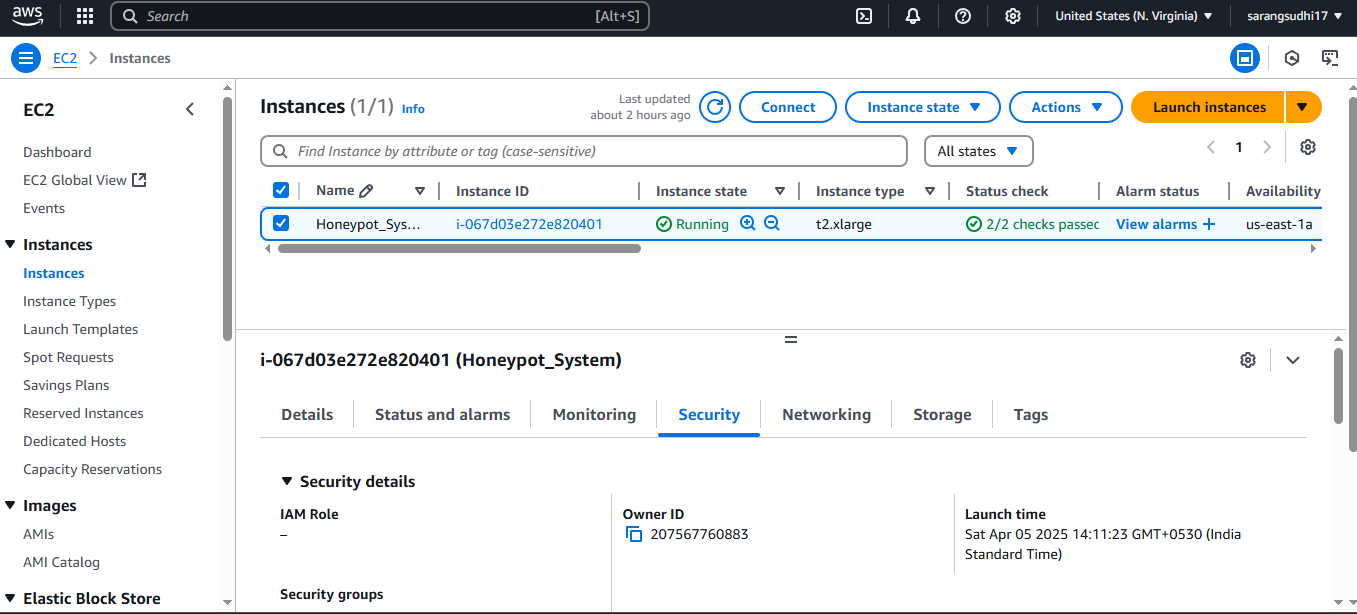 aws
Search [Alt+S] United States (N. Virginia) sarangsudhi17
EC2 Instances
EC2
Dashboard
EC2 Global View
Events
Instances
Instances
Instance Types
Launch Templates
Spot Requests
Savings Plans
Reserved Instances
Dedicated Hosts
Capacity Reservations
Images
AMIs
AMI Catalog
Elastic Block Store
Instances (1/1) Info
Last updated
about 2 hours ago
Connect Instance state Actions Launch instances
Find Instance by attribute or tag (case-sensitive) All states 1
Name Instance ID Instance state Instance type Status check Alarm status Availability
Honeypot_Sys... i-067d03e272e820401 Running t2.xlarge 2/2 checks passed View alarms + us-east-1a
i-067d03e272e820401 (Honeypot_System)
Details Status and alarms Monitoring Security Networking Storage Tags
Security details
IAM Role
–
Owner ID
207567760883
Launch time
Sat Apr 05 2025 14:11:23 GMT+0530 (India
Standard Time)
Security groups